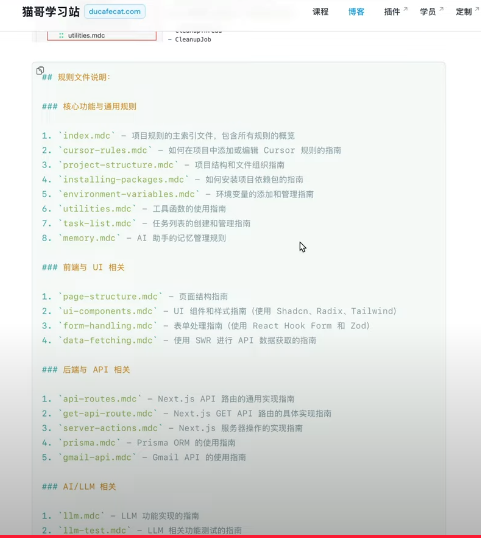 猫哥学习站 ducafecat.com 课程 博客 插件 ↗ 学员 ↗ 定制 ↗
utilities.mdc
- CleanupJob
## 规则文件说明:
### 核心功能与通用规则
1. `index.mdc` - 项目规则的主索引文件，包含所有规则的概览
2. `cursor-rules.mdc` - 如何在项目中添加或编辑 Cursor 规则的指南
3. `project-structure.mdc` - 项目结构和文件组织指南
4. `installing-packages.mdc` - 如何安装项目依赖包的指南
5. `environment-variables.mdc` - 环境变量的添加和管理指南
6. `utilities.mdc` - 工具函数的使用指南
7. `task-list.mdc` - 任务列表的创建和管理指南
8. `memory.mdc` - AI 助手的记忆管理规则
### 前端与 UI 相关
1. `page-structure.mdc` - 页面结构指南
2. `ui-components.mdc` - UI 组件和样式指南（使用 Shadcn、Radix、Tailwind）
3. `form-handling.mdc` - 表单处理指南（使用 React Hook Form 和 Zod）
4. `data-fetching.mdc` - 使用 SWR 进行 API 数据获取的指南
### 后端与 API 相关
1. `api-routes.mdc` - Next.js API 路由的通用实现指南
2. `get-api-route.mdc` - Next.js GET API 路由的具体实现指南
3. `server-actions.mdc` - Next.js 服务器操作的实现指南
4. `prisma.mdc` - Prisma ORM 的使用指南
5. `gmail-api.mdc` - Gmail API 的使用指南
### AI/LLM 相关
1. `llm.mdc` - LLM 功能实现的指南
2. `llm-test.mdc` - LLM 相关功能测试的指南